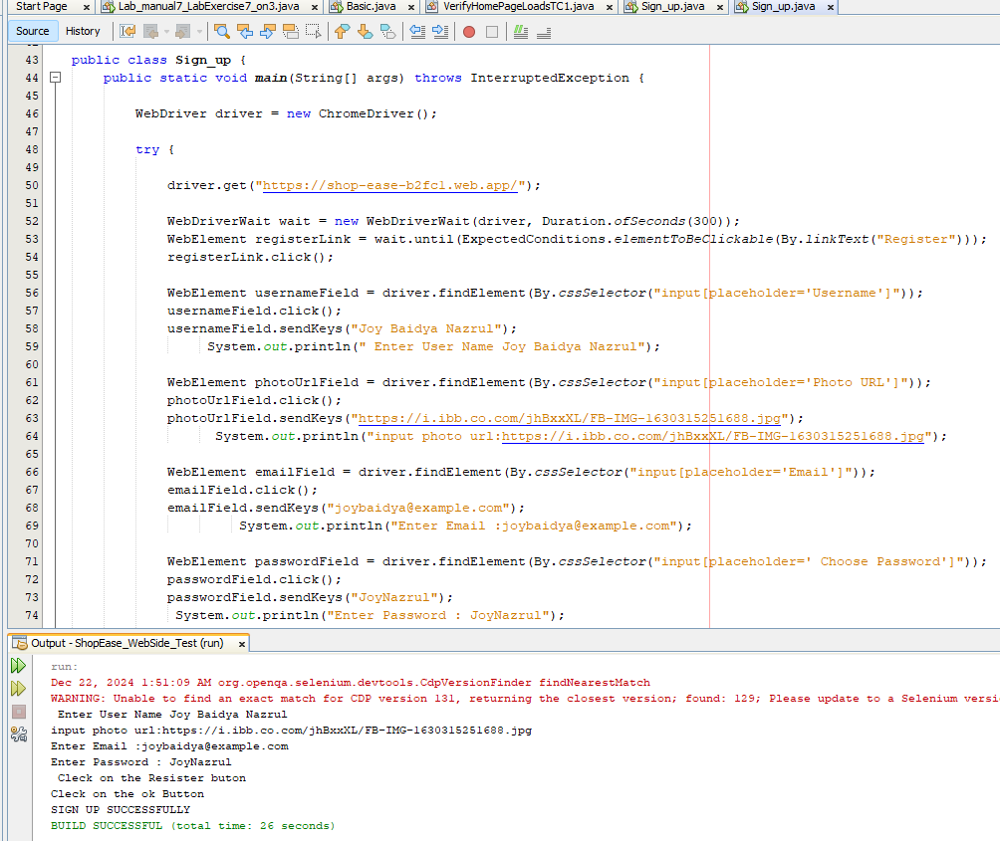 Start Page x Lab_manual7_LabExercise7_on3.java x Basic.java x VerifyHomePageLoadsTC1.java x Sign_up.java x Sign_up.java x
Source History
43 public class Sign_up {
44 public static void main(String[] args) throws InterruptedException {
45
46 WebDriver driver = new ChromeDriver();
47
48 try {
49
50 driver.get("https://shop-ease-b2fc1.web.app/");
51
52 WebDriverWait wait = new WebDriverWait(driver, Duration.ofSeconds(300));
53 WebElement registerLink = wait.until(ExpectedConditions.elementToBeClickable(By.linkText("Register")));
54 registerLink.click();
55
56 WebElement usernameField = driver.findElement(By.cssSelector("input[placeholder='Username']"));
57 usernameField.click();
58 usernameField.sendKeys("Joy Baidya Nazrul");
59 System.out.println(" Enter User Name Joy Baidya Nazrul");
60
61 WebElement photoUrlField = driver.findElement(By.cssSelector("input[placeholder='Photo URL']"));
62 photoUrlField.click();
63 photoUrlField.sendKeys("https://i.ibb.co.com/jhBxxXL/FB-IMG-1630315251688.jpg");
64 System.out.println("input photo url:https://i.ibb.co.com/jhBxxXL/FB-IMG-1630315251688.jpg");
65
66 WebElement emailField = driver.findElement(By.cssSelector("input[placeholder='Email']"));
67 emailField.click();
68 emailField.sendKeys("joybaidya@example.com");
69 System.out.println("Enter Email :joybaidya@example.com");
70
71 WebElement passwordField = driver.findElement(By.cssSelector("input[placeholder=' Choose Password']"));
72 passwordField.click();
73 passwordField.sendKeys("JoyNazrul");
74 System.out.println("Enter Password : JoyNazrul");
Output - ShopEase_WebSide_Test (run) x
run:
Dec 22, 2024 1:51:09 AM org.openqa.selenium.devtools.CdpVersionFinder findNearestMatch
WARNING: Unable to find an exact match for CDP version 131, returning the closest version; found: 129; Please update to a Selenium versi
Enter User Name Joy Baidya Nazrul
input photo url:https://i.ibb.co.com/jhBxxXL/FB-IMG-1630315251688.jpg
Enter Email :joybaidya@example.com
Enter Password : JoyNazrul
Cleck on the Resister buton
Cleck on the ok Button
SIGN UP SUCCESSFULLY
BUILD SUCCESSFUL (total time: 26 seconds)